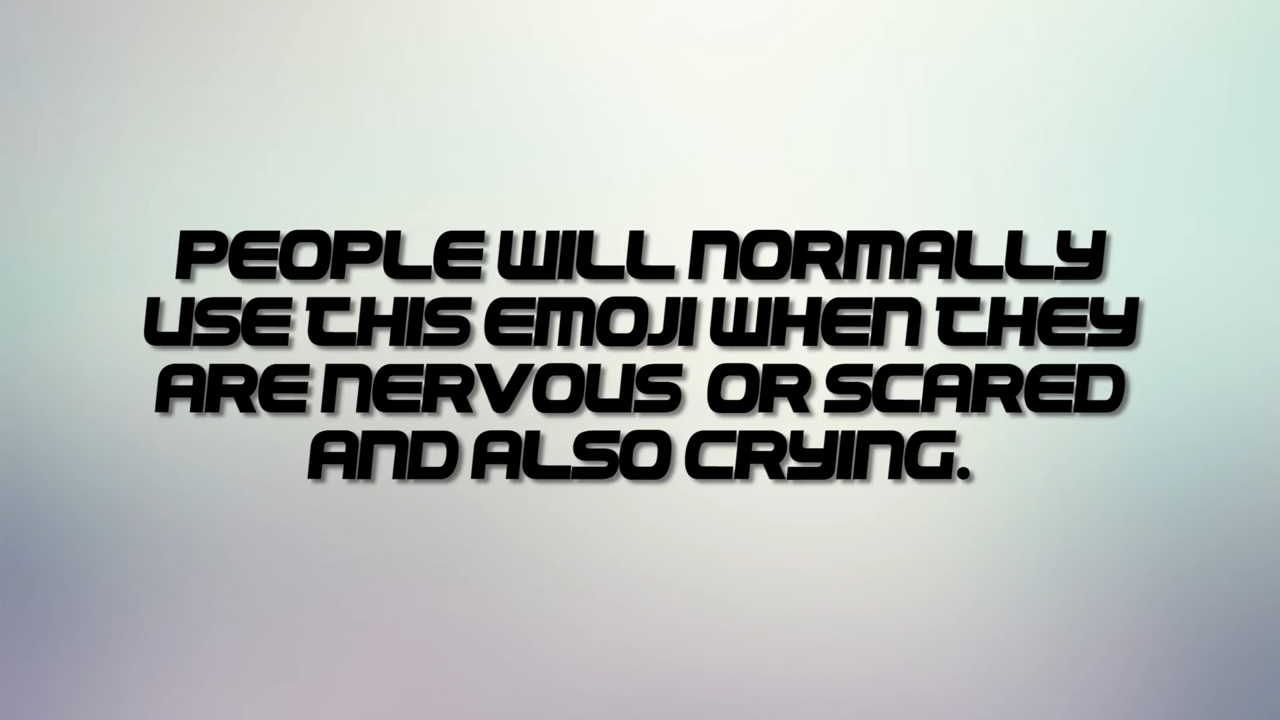 PEOPLE WILL NORMALLY
USE THIS EMOJI WHEN THEY
ARE NERVOUS OR SCARED
AND ALSO CRYING.